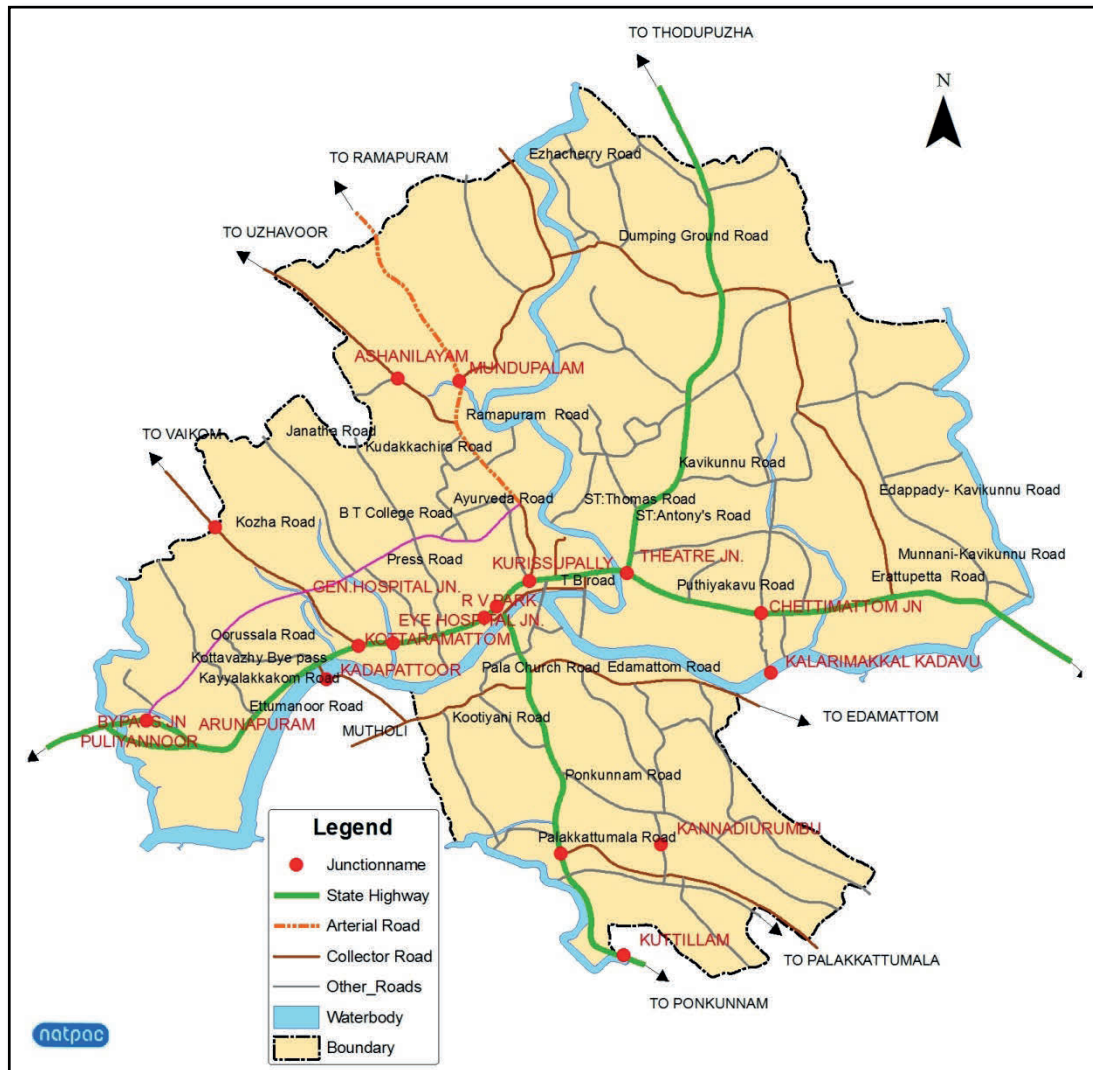 TO THODUPUZHA
N
TO RAMAPURAM
Ezhacherry Road
TO UZHAVOOR
Dumping Ground Road
ASHANILAYAM
MUNDUPALAM
Ramapuram Road
Janatha Road
Kudakkachira Road
TO VAIKOM
Kavikunnu Road
Ayurveda Road
ST:Thomas Road
Edappady- Kavikunnu Road
Kozha Road
B T College Road
ST:Antony's Road
Press Road
KURISSUPALLY
THEATRE JN.
Munnani-Kavikunnu Road
GEN.HOSPITAL JN.
T B road
Puthiyakavu Road
Erattupetta Road
R V PARK
CHETTIMATTOM JN
EYE HOSPITAL JN.
Oorussala Road
KOTTARAMATTOM
Kottavazhy Bye pass
KADAPATTOOR
Pala Church Road
Edamattom Road
KALARIMAKKAL KADAVU
Kayyalakkakom Road
Ettumanoor Road
BYPASS JN
ARUNAPURAM
Kootiyani Road
TO EDAMATTOM
PULIYANNOOR
MUTHOLI
Ponkunnam Road
Palakkattumala Road
KANNADIURUMBU
KUTTILLAM
TO PALAKKATTUMALA
TO PONKUNNAM
Legend
Junctionname
State Highway
Arterial Road
Collector Road
Other_Roads
Waterbody
Boundary
natpac